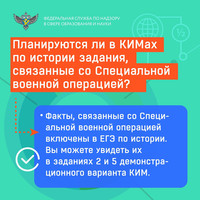 ФЕДЕРАЛЬНАЯ СЛУЖБА ПО НАДЗОРУ
В СФЕРЕ ОБРАЗОВАНИЯ И НАУКИ
Планируются ли в КИМах
по истории задания,
связанные со Специальной
военной операцией?
Факты, связанные со Специ-
альной военной операцией
включены в ЕГЭ по истории.
Вы можете увидеть их
в заданиях 2 и 5 демонстра-
ционного варианта КИМ.